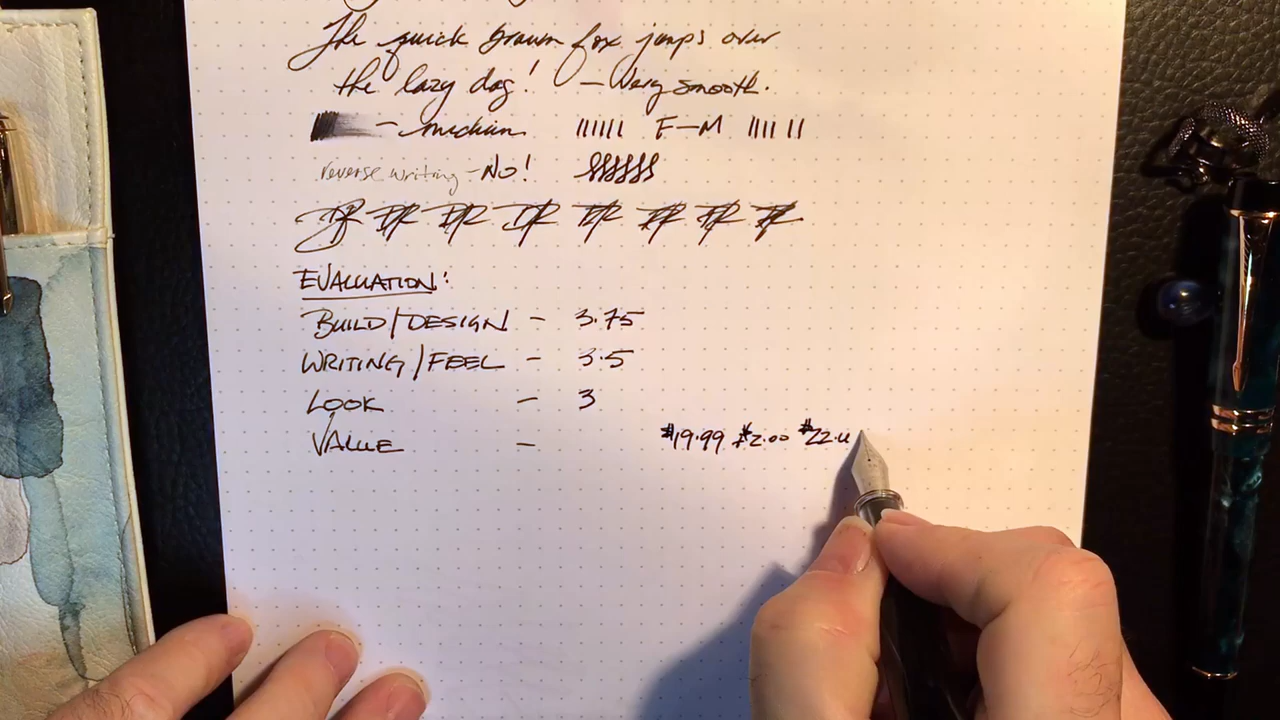 The quick brown fox jumps over
the lazy dog! – Very smooth.
– medium F–M
reverse writing – No!
EVALUATION:
BUILD/DESIGN – 3.75
WRITING/FEEL – 3.5
LOOK – 3
VALUE – $19.99 $2.00 $22.